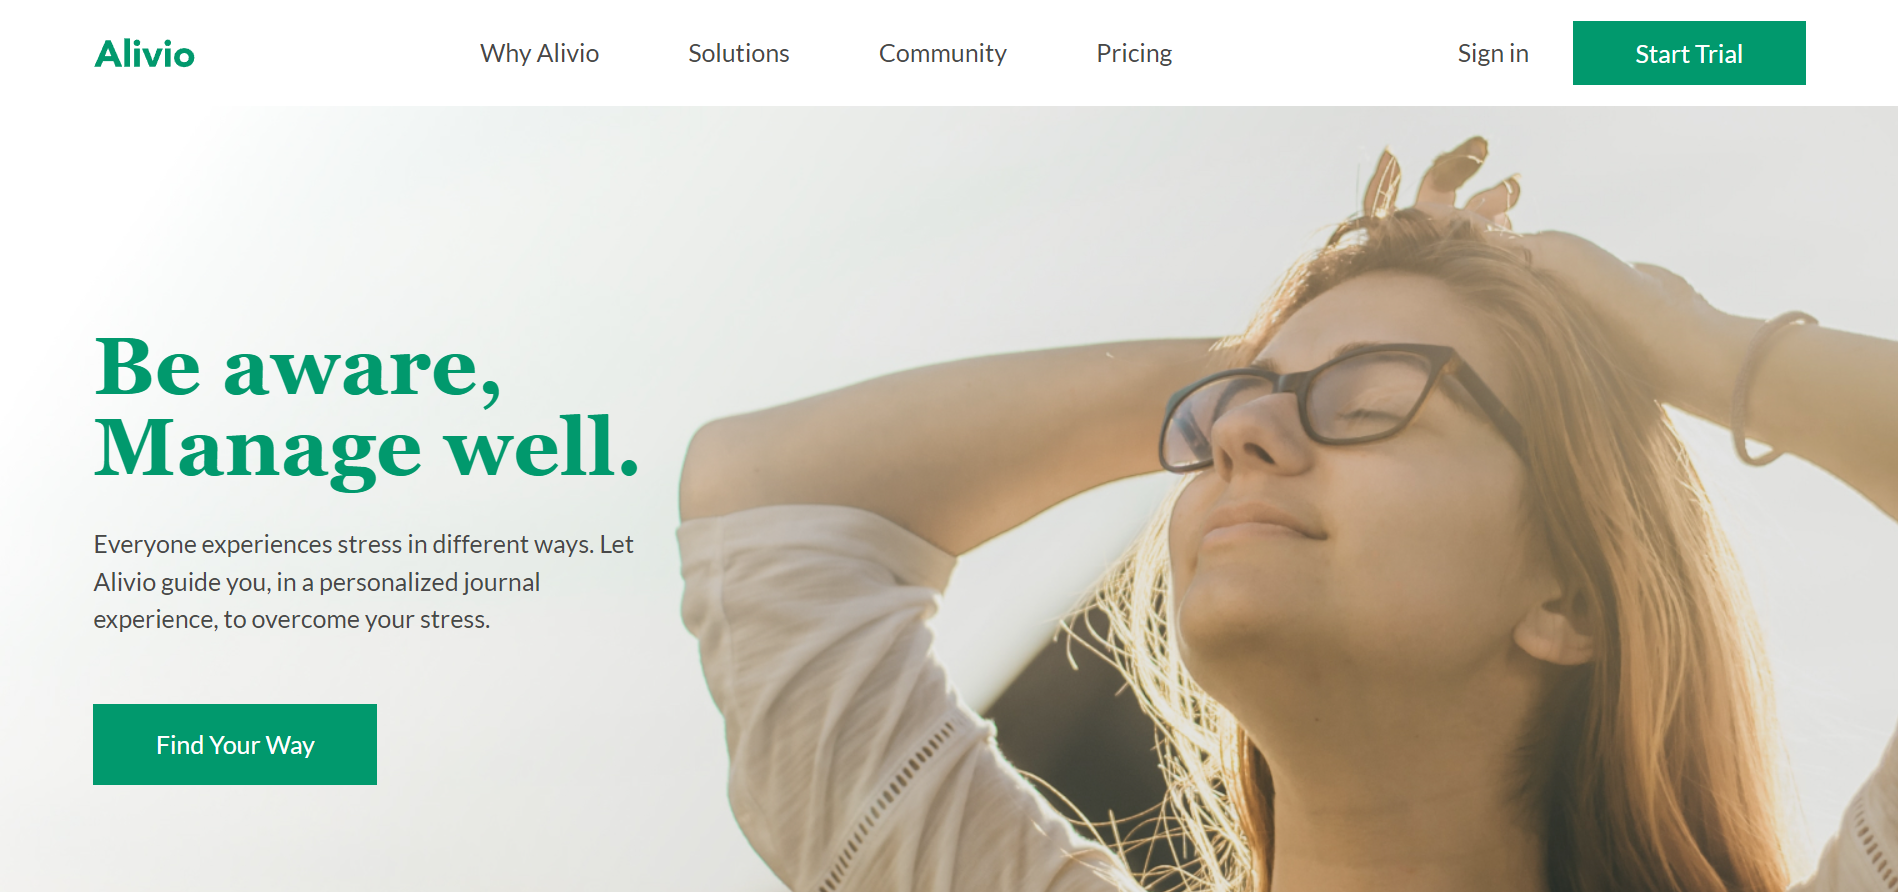 Alivio
Why Alivio
Solutions
Community
Pricing
Sign in
Start Trial
Be aware,
Manage well.
Everyone experiences stress in different ways. Let
Alivio guide you, in a personalized journal
experience, to overcome your stress.
Find Your Way